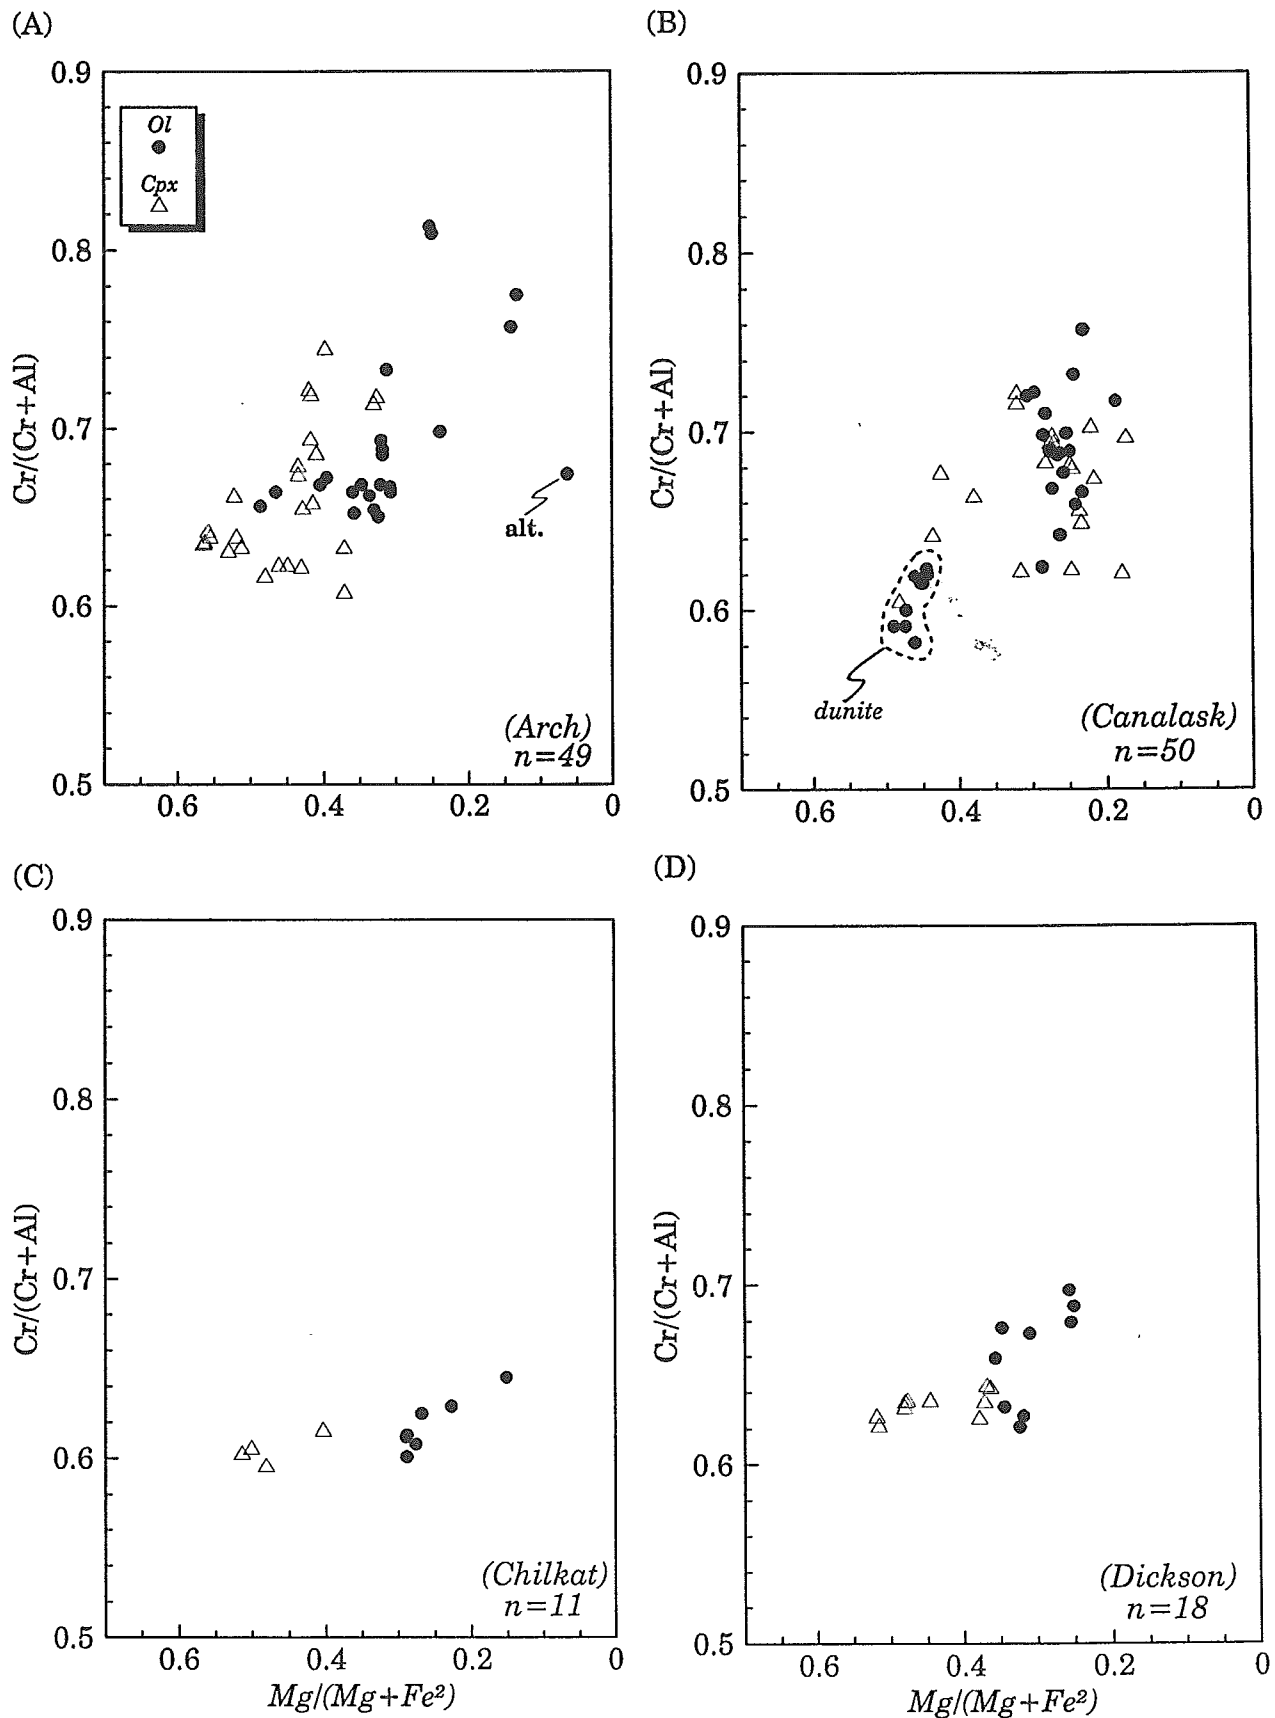 (A)
0.9
0.8
0.7
0.6
0.5
Cr/(Cr+Al)
Ol
Cpx
alt.
(Arch)
n=49
0.6 0.4 0.2 0
(B)
0.9
0.8
0.7
0.6
0.5
Cr/(Cr+Al)
dunite
(Canalask)
n=50
0.6 0.4 0.2 0
(C)
0.9
0.8
0.7
0.6
0.5
Cr/(Cr+Al)
(Chilkat)
n=11
0.6 0.4 0.2 0
Mg/(Mg+Fe²)
(D)
0.9
0.8
0.7
0.6
0.5
Cr/(Cr+Al)
(Dickson)
n=18
0.6 0.4 0.2 0
Mg/(Mg+Fe²)